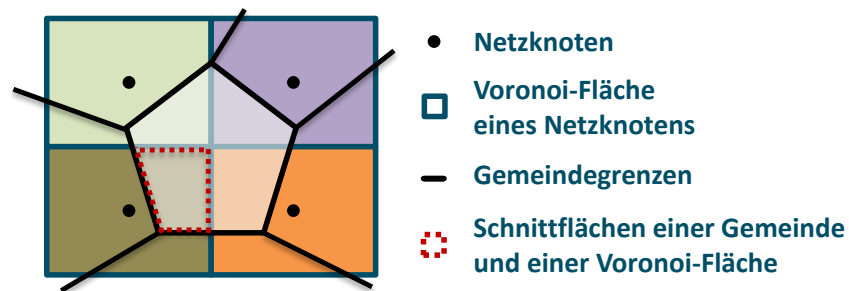 Netzknoten
Voronoi-Fläche
eines Netzknotens
Gemeindegrenzen
Schnittflächen einer Gemeinde
und einer Voronoi-Fläche